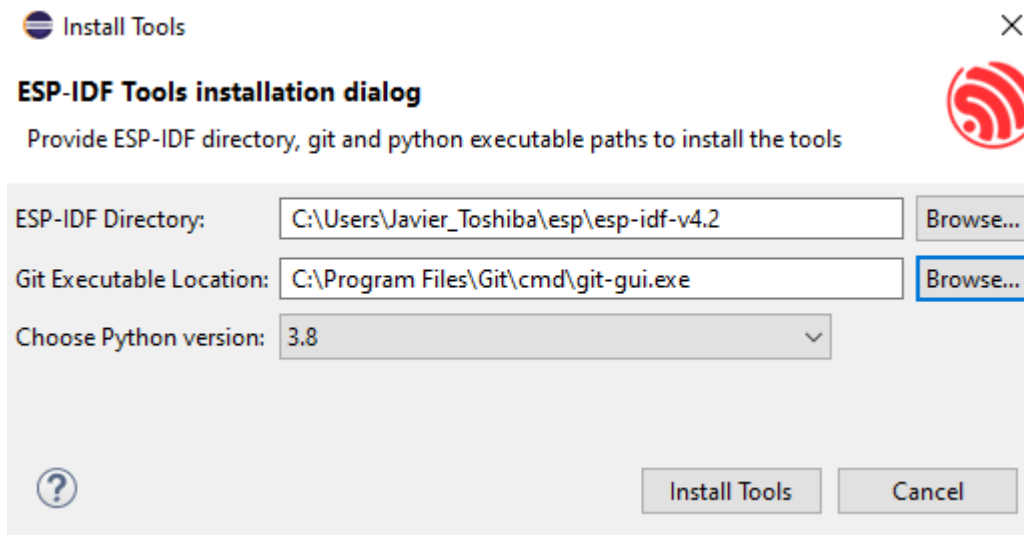 Install Tools
ESP-IDF Tools installation dialog
Provide ESP-IDF directory, git and python executable paths to install the tools
ESP-IDF Directory: C:\Users\Javier_Toshiba\esp\esp-idf-v4.2 Browse...
Git Executable Location: C:\Program Files\Git\cmd\git-gui.exe Browse...
Choose Python version: 3.8
? Install Tools Cancel